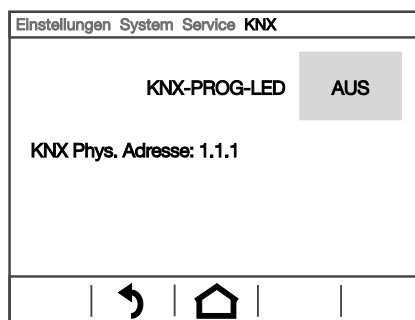 Einstellungen System Service KNX
KNX-PROG-LED AUS
KNX Phys. Adresse: 1.1.1